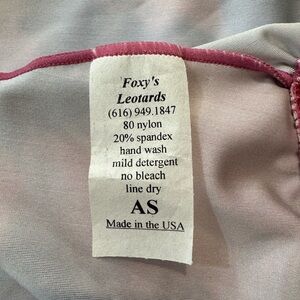 Foxy's
Leotards
(616) 949.1847
80 nylon
20% spandex
hand wash
mild detergent
no bleach
line dry
AS
Made in the USA